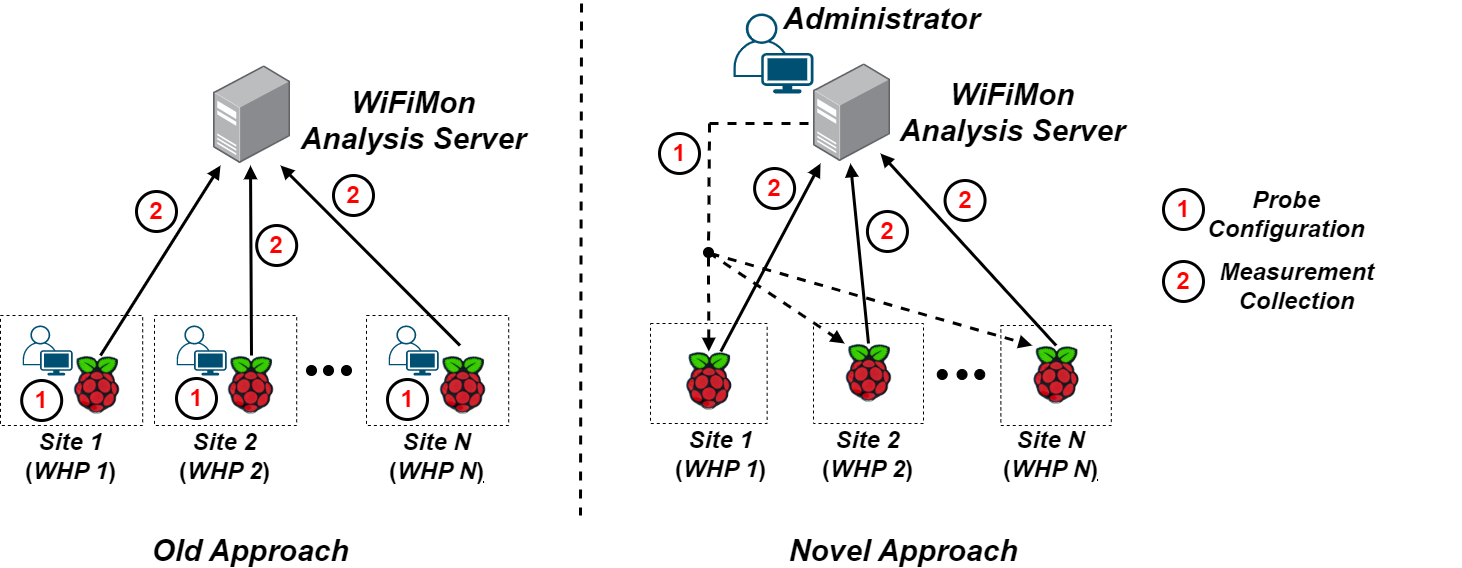 WiFiMon
Analysis Server
2
2
2
1
1
1
Site 1
(WHP 1)
Site 2
(WHP 2)
Site N
(WHP N)
Old Approach
Administrator
WiFiMon
Analysis Server
1
2
2
2
Site 1
(WHP 1)
Site 2
(WHP 2)
Site N
(WHP N)
Novel Approach
1
Probe
Configuration
2
Measurement
Collection